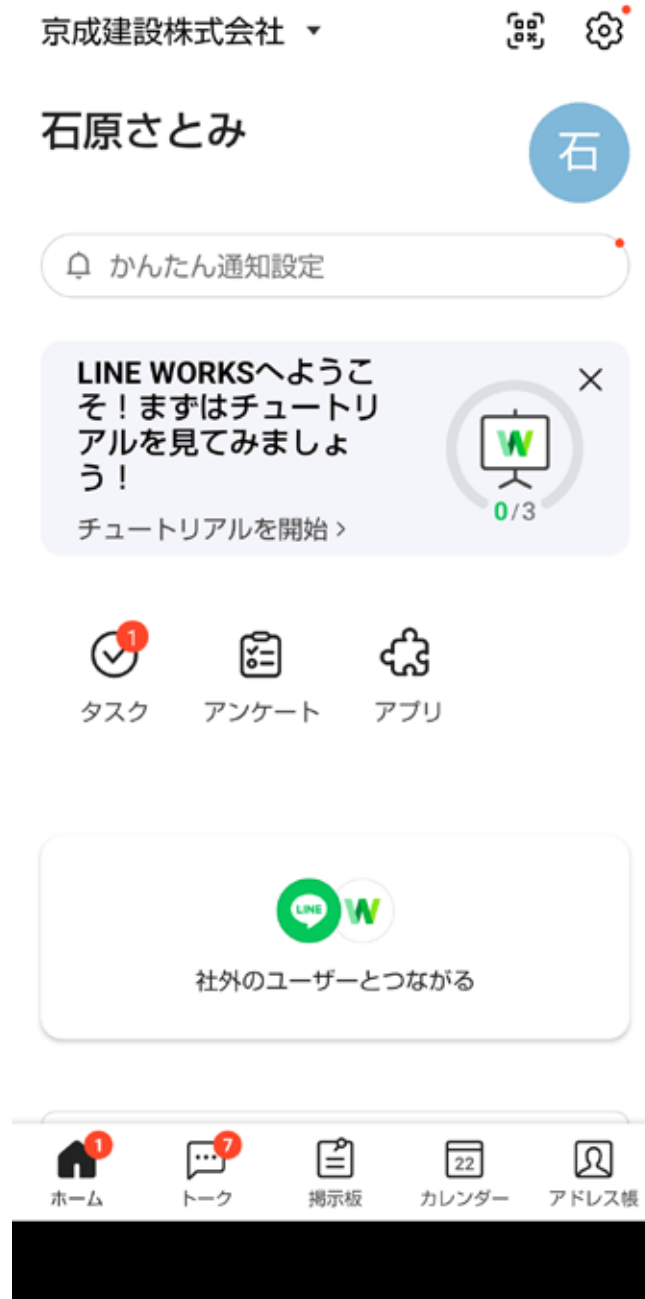 京成建設株式会社
石原さとみ
石
かんたん通知設定
LINE WORKSへようこ
そ！まずはチュートリ
アルを見てみましょ
う！
チュートリアルを開始 >
0/3
1
タスク
アンケート
アプリ
LINE W
社外のユーザーとつながる
1
7
22
ホーム
トーク
掲示板
カレンダー
アドレス帳